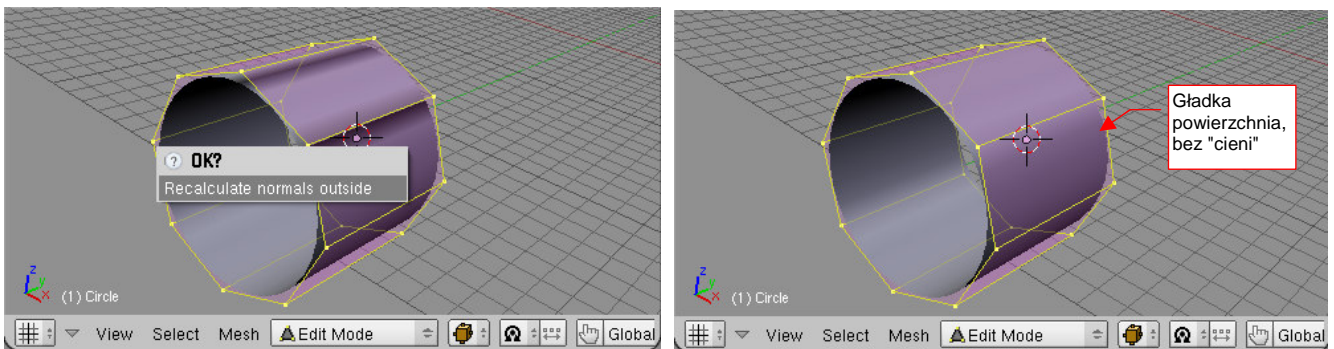 OK?
Recalculate normals outside
z
y
x
(1) Circle
View Select Mesh Edit Mode Global
Gładka
powierzchnia,
bez "cieni"
z
y
x
(1) Circle
View Select Mesh Edit Mode Global